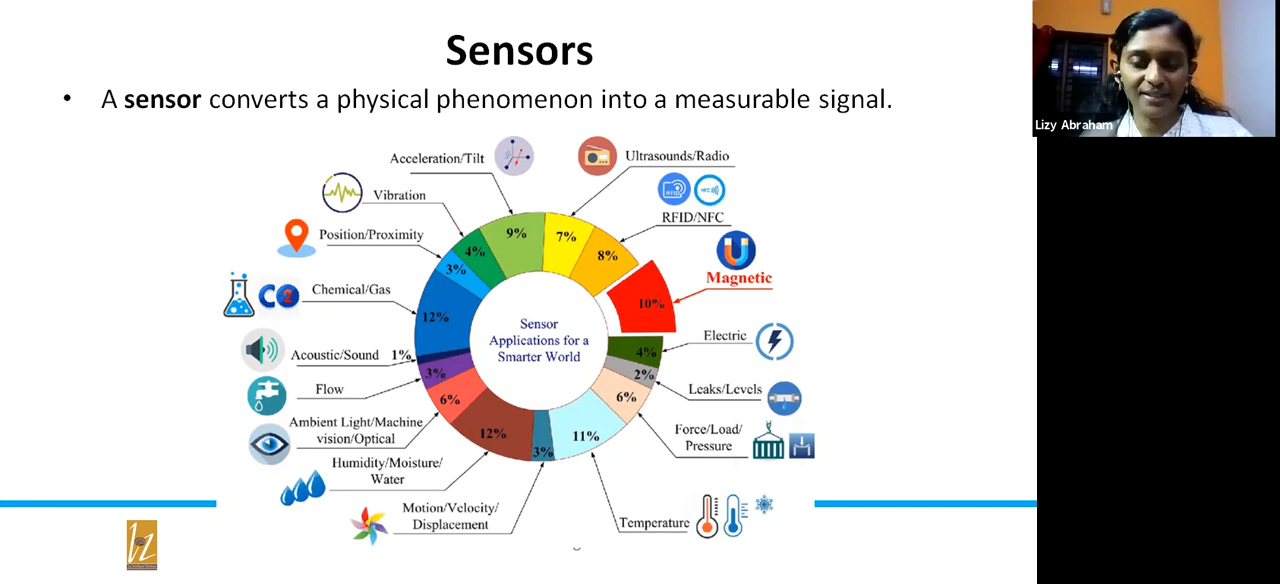 Sensors
• A sensor converts a physical phenomenon into a measurable signal.
Lizy Abraham
Acceleration/Tilt
Ultrasounds/Radio
Vibration
RFID
NFC
RFID/NFC
Position/Proximity
Magnetic
Chemical/Gas
CO2
Electric
Acoustic/Sound
Leaks/Levels
Flow
Ambient Light/Machine
vision/Optical
Force/Load/
Pressure
Humidity/Moisture/
Water
Motion/Velocity/
Displacement
Temperature
9%
7%
8%
10%
4%
2%
6%
11%
3%
12%
6%
3%
1%
12%
3%
4%
Sensor
Applications for a
Smarter World